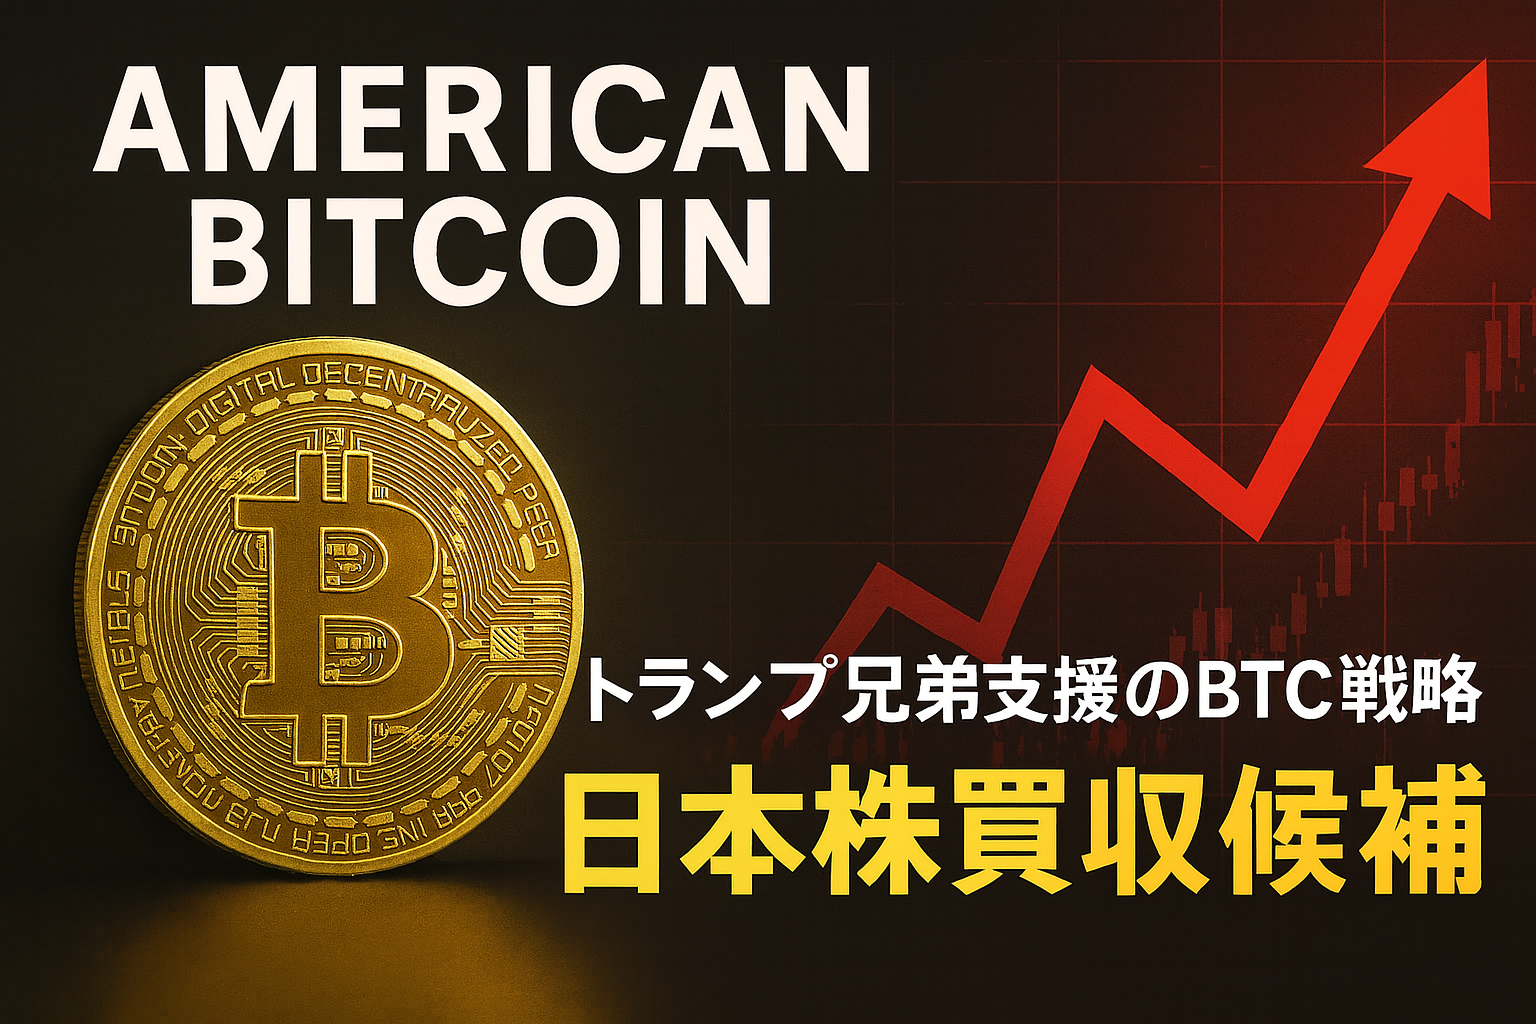 AMERICAN
BITCOIN
DIGITAL DECENTRALIZED PEER
トランプ兄弟支援のBTC戦略
日本株買収候補